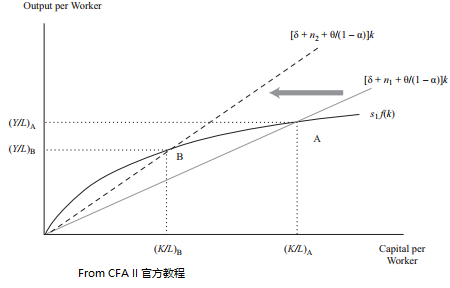 Output per Worker
[δ + n₂ + θ/(1 – α)]k
[δ + n₁ + θ/(1 – α)]k
s₁f(k)
(Y/L)A
A
(Y/L)B
B
(K/L)B
(K/L)A
Capital per
Worker
From CFA II 官方教程